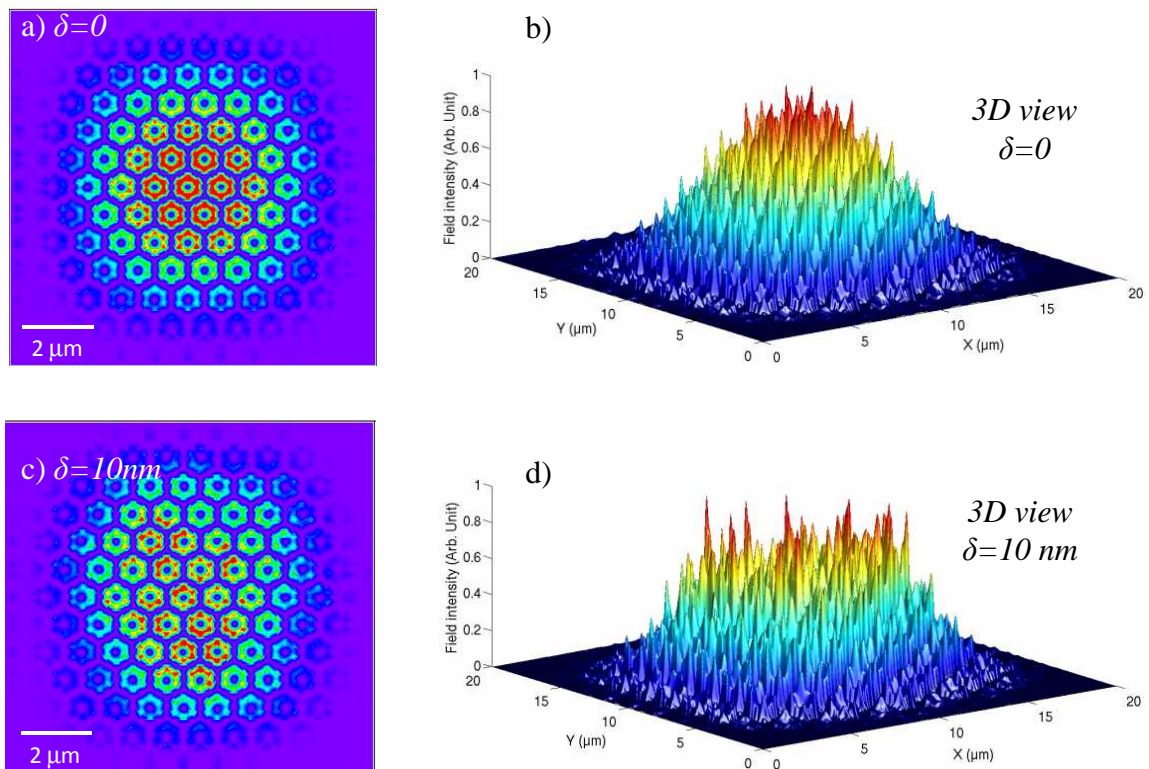 a) δ=0
2 μm
b)
3D view
δ=0
Field intensity (Arb. Unit)
1
0.8
0.6
0.4
0.2
0
20
15
10
5
0
Y (μm)
0
5
10
15
20
X (μm)
c) δ=10nm
2 μm
d)
3D view
δ=10 nm
Field intensity (Arb. Unit)
1
0.8
0.6
0.4
0.2
0
20
15
10
5
0
Y (μm)
0
5
10
15
20
X (μm)